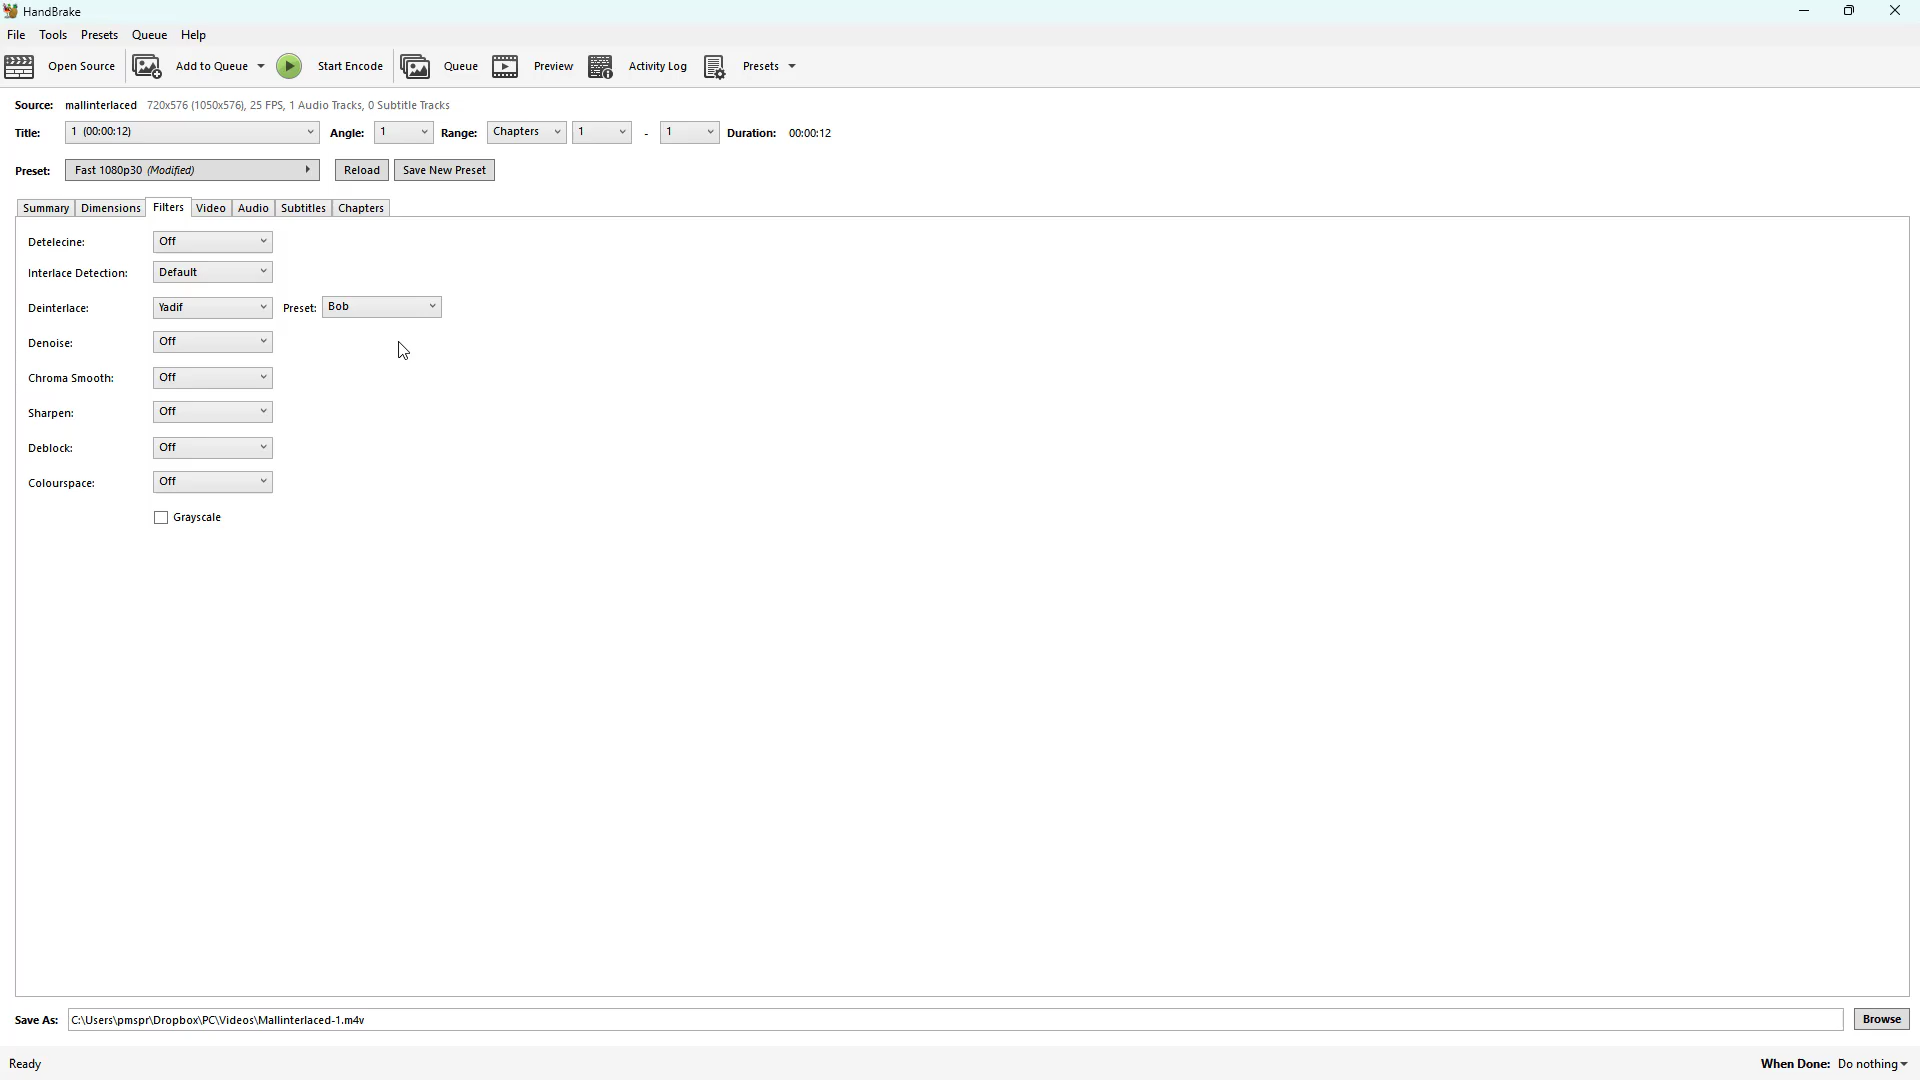 HandBrake
File Tools Presets Queue Help
Open Source Add to Queue Start Encode Queue Preview Activity Log Presets
Source: mallinterlaced 720x576 (1050x576), 25 FPS, 1 Audio Tracks, 0 Subtitle Tracks
Title: 1 (00:00:12) Angle: 1 Range: Chapters 1 - 1 Duration: 00:00:12
Preset: Fast 1080p30 (Modified) Reload Save New Preset
Summary Dimensions Filters Video Audio Subtitles Chapters
Detelecine: Off
Interlace Detection: Default
Deinterlace: Yadif Preset: Bob
Denoise: Off
Chroma Smooth: Off
Sharpen: Off
Deblock: Off
Colourspace: Off
Grayscale
Save As: C:\Users\pmspr\Dropbox\PC\Videos\Mallinterlaced-1.m4v Browse
Ready When Done: Do nothing